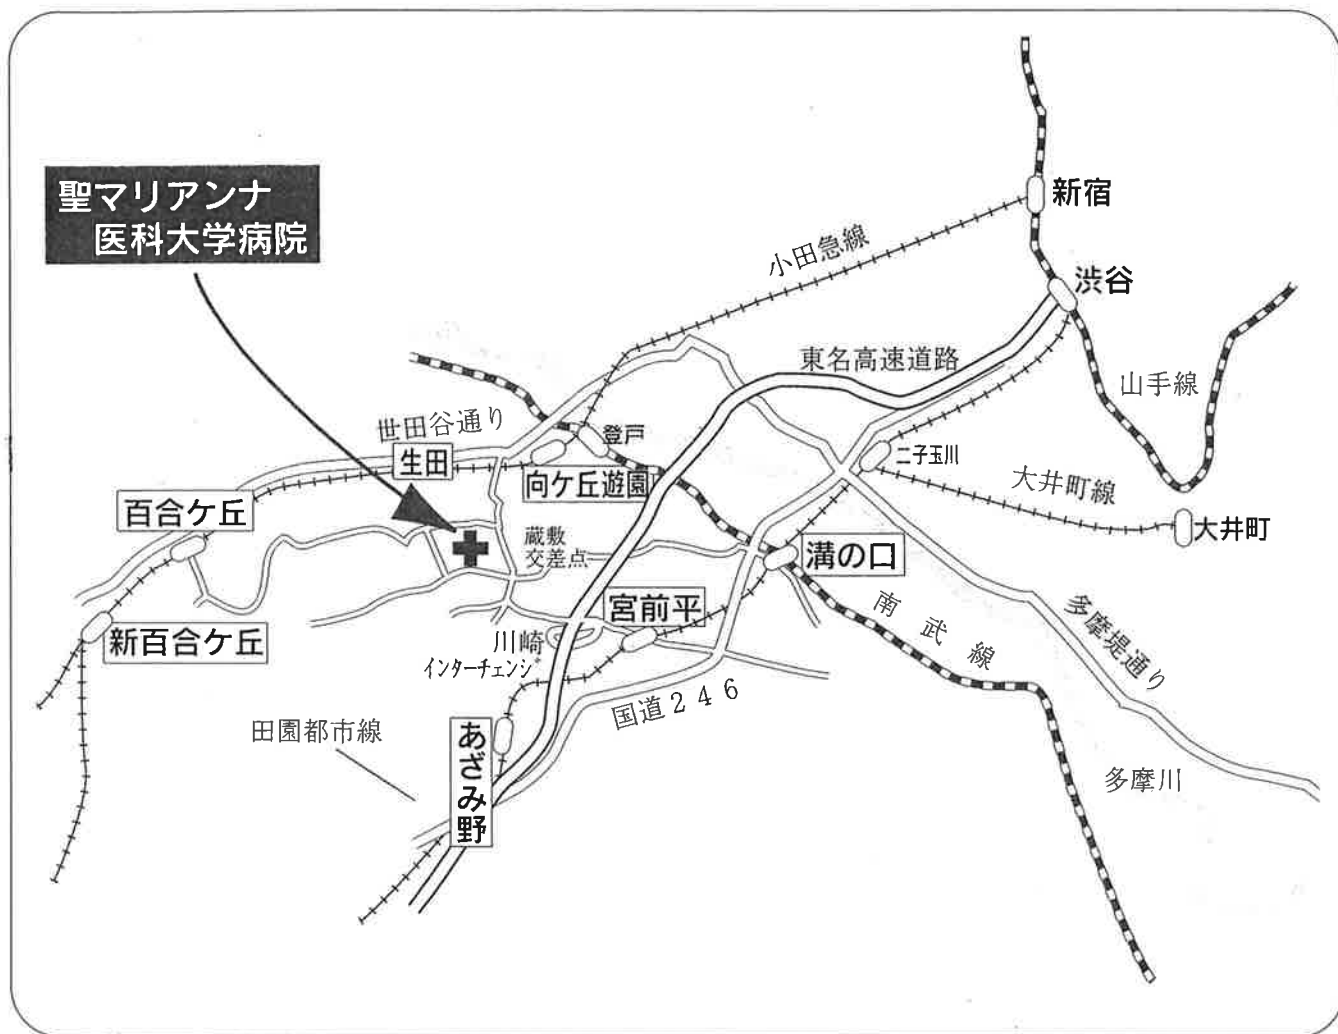 聖マリアンナ
医科大学病院
新宿
小田急線
渋谷
東名高速道路
山手線
世田谷通り
登戸
生田
向ケ丘遊園
二子玉川
大井町線
大井町
百合ケ丘
蔵敷
交差点
溝の口
宮前平
南武線
多摩堤通り
新百合ケ丘
川崎
インターチェンジ
国道246
田園都市線
あざみ野
多摩川